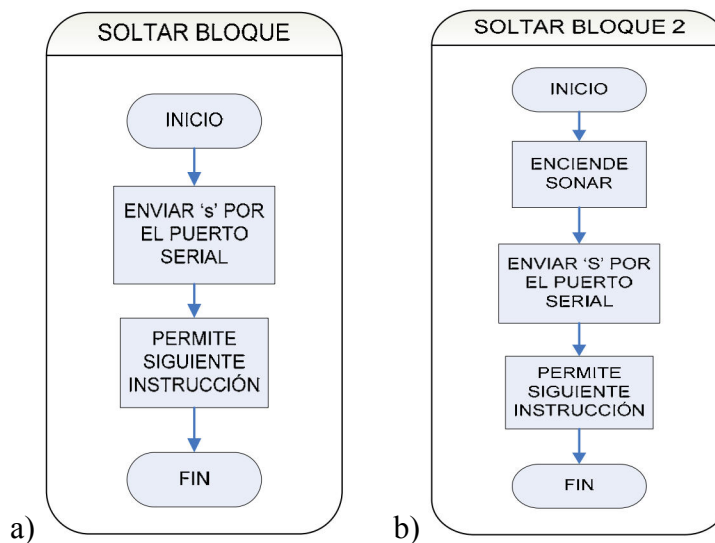 SOLTAR BLOQUE
INICIO
ENVIAR ‘s’ POR
EL PUERTO
SERIAL
PERMITE
SIGUIENTE
INSTRUCCIÓN
FIN
a)
SOLTAR BLOQUE 2
INICIO
ENCIENDE
SONAR
ENVIAR ‘S’ POR
EL PUERTO
SERIAL
PERMITE
SIGUIENTE
INSTRUCCIÓN
FIN
b)